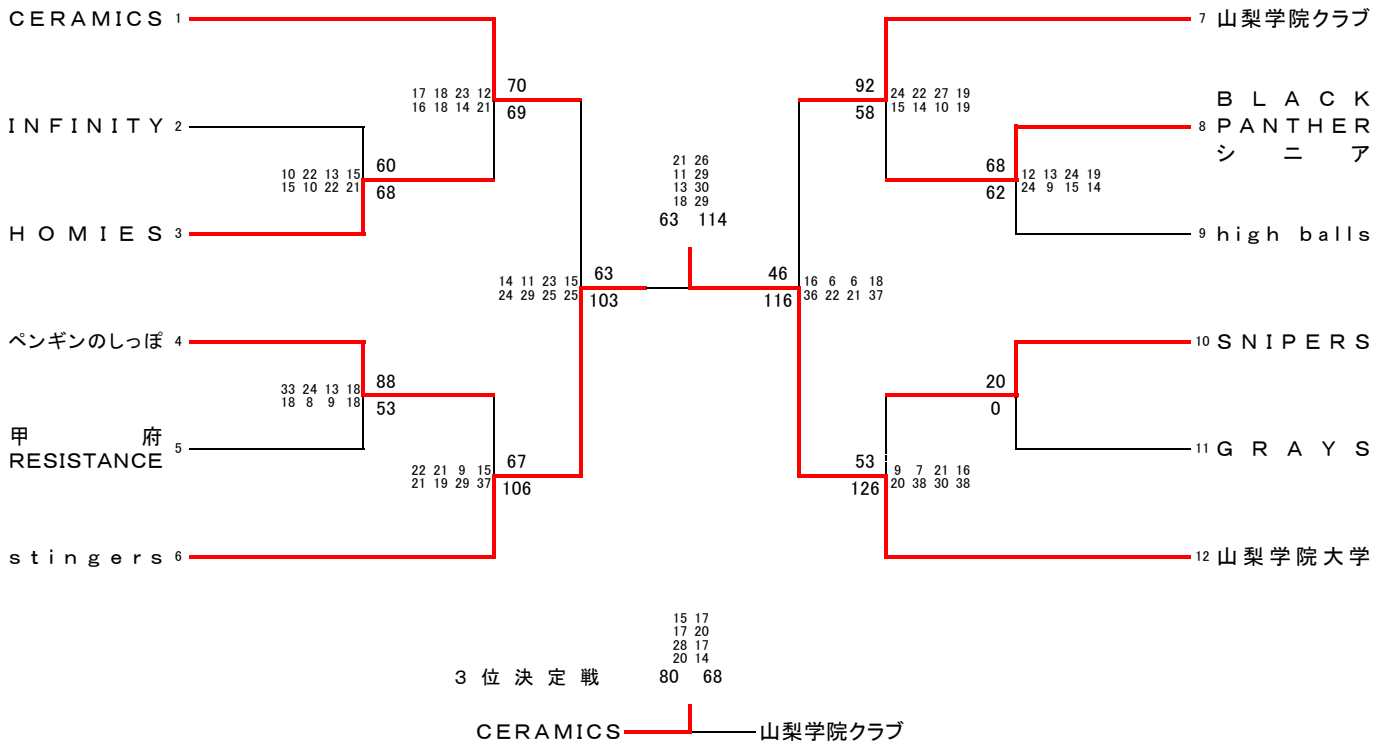 CERAMICS 1
7 山梨学院クラブ
70
17 18 23 12
16 18 14 21
69
92
24 22 27 19
15 14 10 19
58
INFINITY 2
BLACK
8 PANTHER
シニア
60
10 22 13 15
15 10 22 21
68
21 26
11 29
13 30
18 29
63 114
68
12 13 24 19
24 9 15 14
62
HOMIES 3
9 high balls
63
14 11 23 15
24 29 25 25
103
46
16 6 6 18
36 22 21 37
116
ペンギンのしっぽ 4
10 SNIPERS
88
33 24 13 18
18 8 9 18
53
20
0
甲府
RESISTANCE 5
11 GRAYS
67
22 21 9 15
21 19 29 37
106
53
9 7 21 16
20 38 30 38
126
stingers 6
12 山梨学院大学
15 17
17 20
28 17
20 14
3位決定戦 80 68
CERAMICS 山梨学院クラブ